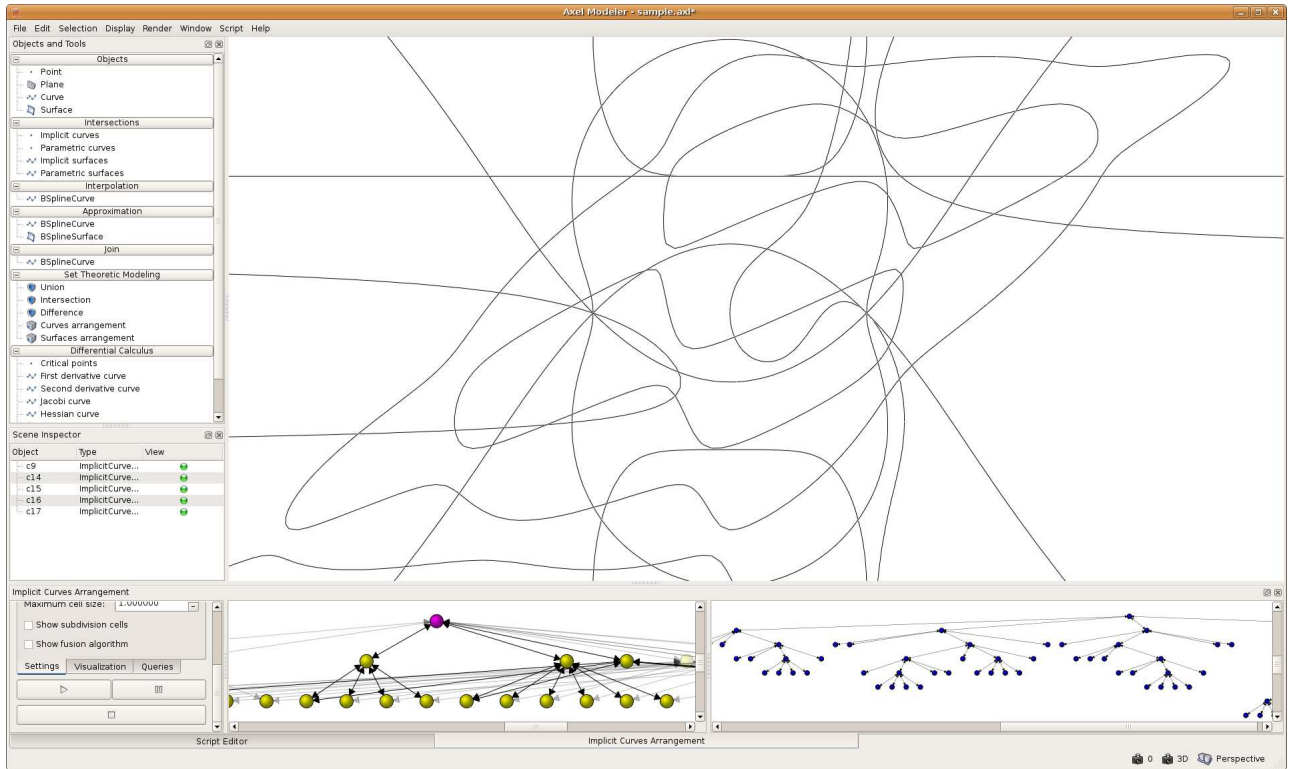 Axel Modeler - sample.axl*
File Edit Selection Display Render Window Script Help
Objects and Tools
Objects
Point
Plane
Curve
Surface
Intersections
Implicit curves
Parametric curves
Implicit surfaces
Parametric surfaces
Interpolation
BSplineCurve
Approximation
BSplineCurve
BSplineSurface
Join
BSplineCurve
Set Theoretic Modeling
Union
Intersection
Difference
Curves arrangement
Surfaces arrangement
Differential Calculus
Critical points
First derivative curve
Second derivative curve
Jacobi curve
Hessian curve
Scene Inspector
Object Type View
c9 ImplicitCurve...
c14 ImplicitCurve...
c15 ImplicitCurve...
c16 ImplicitCurve...
c17 ImplicitCurve...
Implicit Curves Arrangement
Maximum cell size: 1.000000
Show subdivision cells
Show fusion algorithm
Settings Visualization Queries
Script Editor Implicit Curves Arrangement
0 3D Perspective